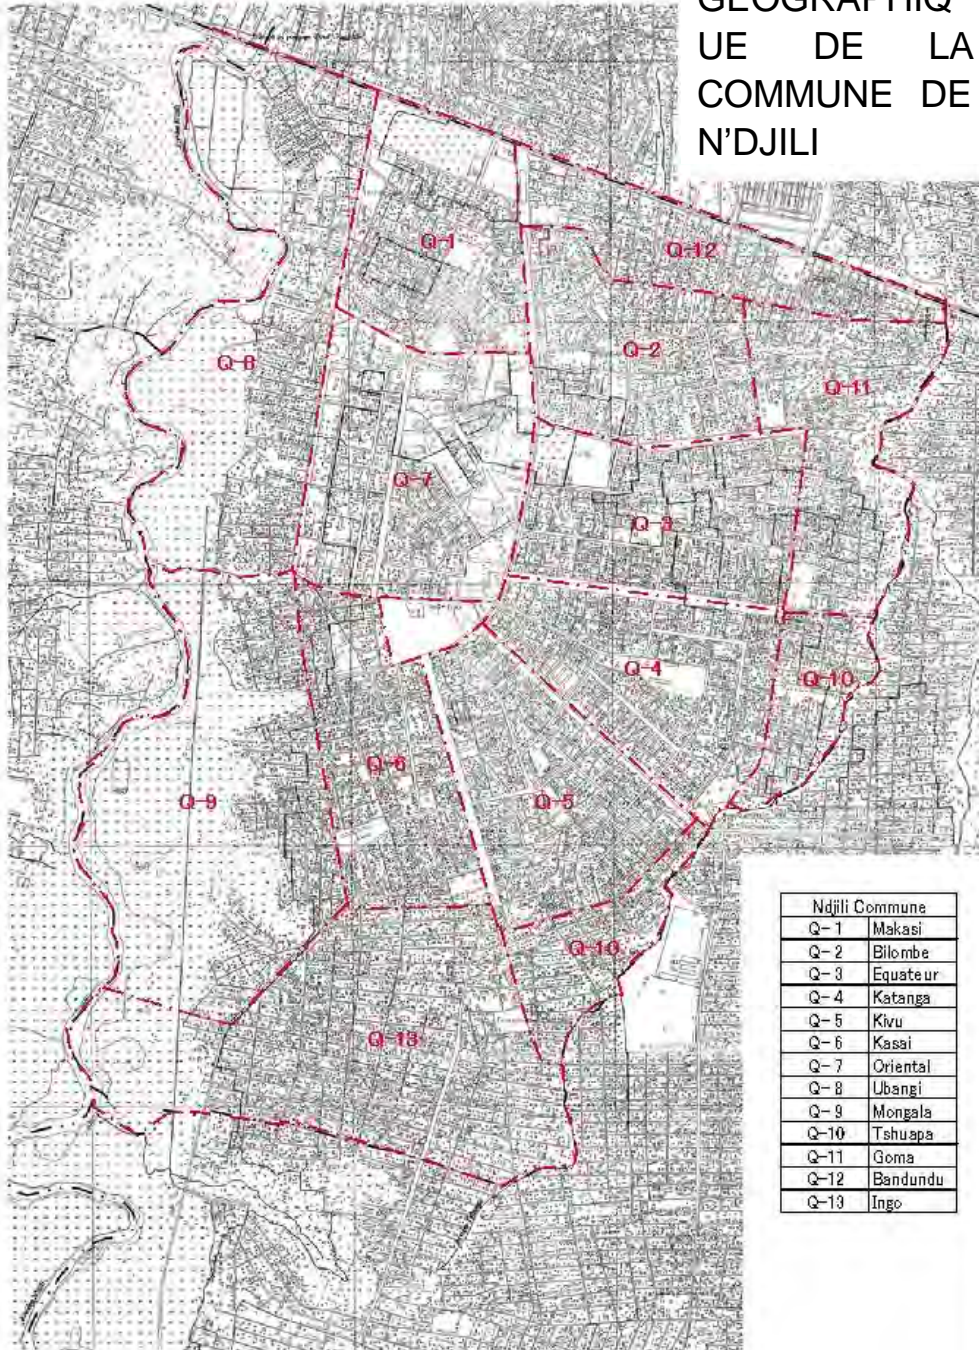 GEOGRAPHIQ
UE DE LA
COMMUNE DE
N’DJILI
Q-1
Q-12
Q-2
Q-8
Q-11
Q-7
Q-3
Q-4
Q-10
Q-6
Q-9
Q-5
Q-10
Q-13
Ndjili Commune
Q-1 Makasi
Q-2 Bilombe
Q-3 Equateur
Q-4 Katanga
Q-5 Kivu
Q-6 Kasai
Q-7 Oriental
Q-8 Ubangi
Q-9 Mongala
Q-10 Tshuapa
Q-11 Goma
Q-12 Bandundu
Q-13 Ingo